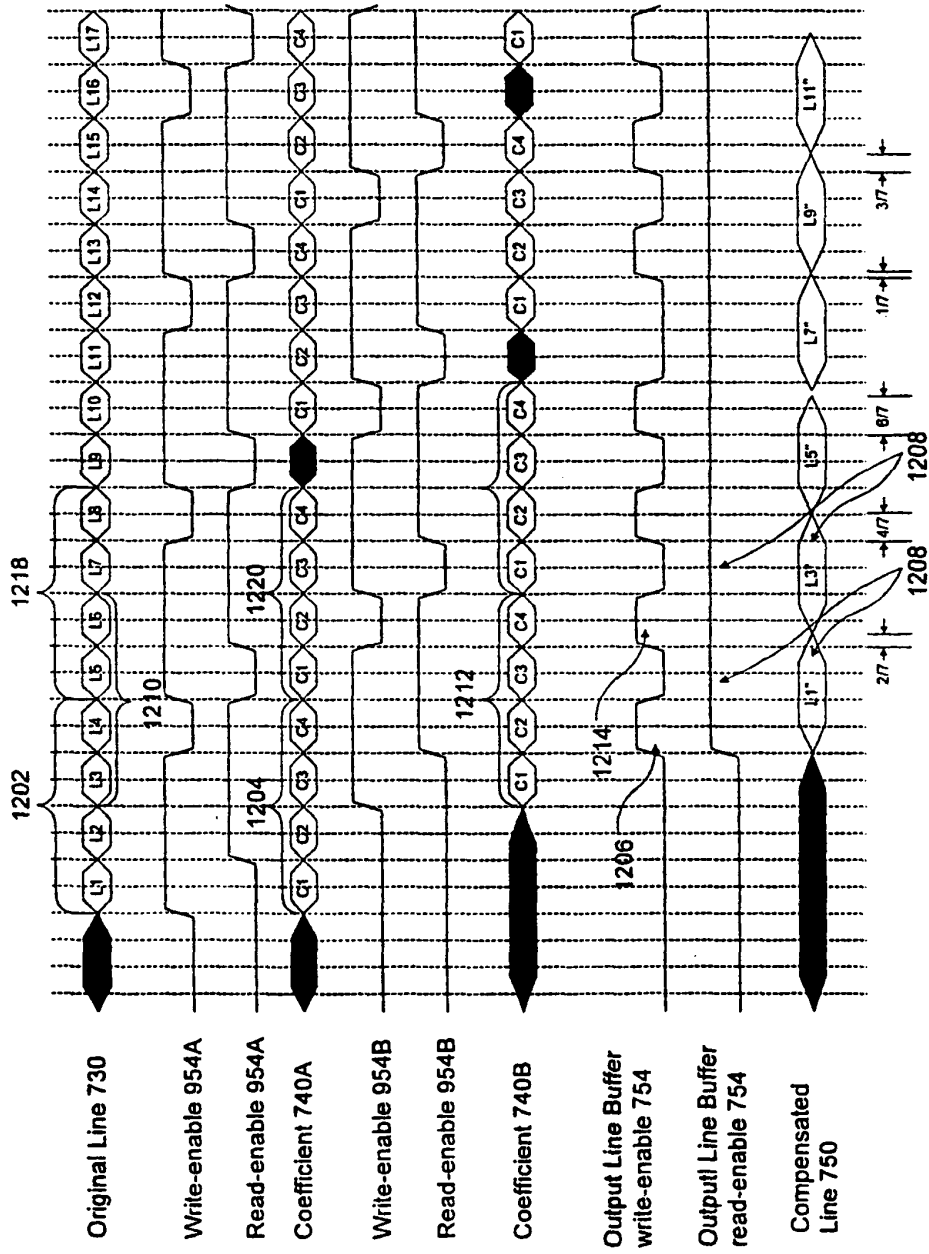 1202
1218
Original Line 730
L1 L2 L3 L4 L5 L6 L7 L8 L9 L10 L11 L12 L13 L14 L15 L16 L17
1210
Write-enable 954A
Read-enable 954A
1204
1220
Coefficient 740A
C1 C2 C3 C4 C1 C2 C3 C4 C1 C2 C3 C4 C1 C2 C3 C4
Write-enable 954B
Read-enable 954B
1212
Coefficient 740B
C1 C2 C3 C4 C1 C2 C3 C4 C1 C2 C3 C4 C1
1206
1214
Output Line Buffer
write-enable 754
Outputl Line Buffer
read-enable 754
Compensated
Line 750
L1" L3" L5" L7" L9" L11"
2/7 4/7 6/7 1/7 3/7
1208
1208